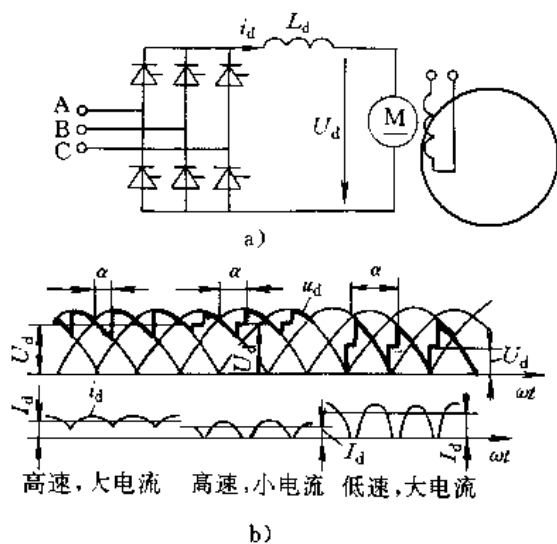 i_d L_d
A
B
C
U_d
M
a)
α α u_d α
U_d U_d U_d
ωt
I_d i_d I_d I_d
ωt
高速,大电流 高速,小电流 低速,大电流
b)